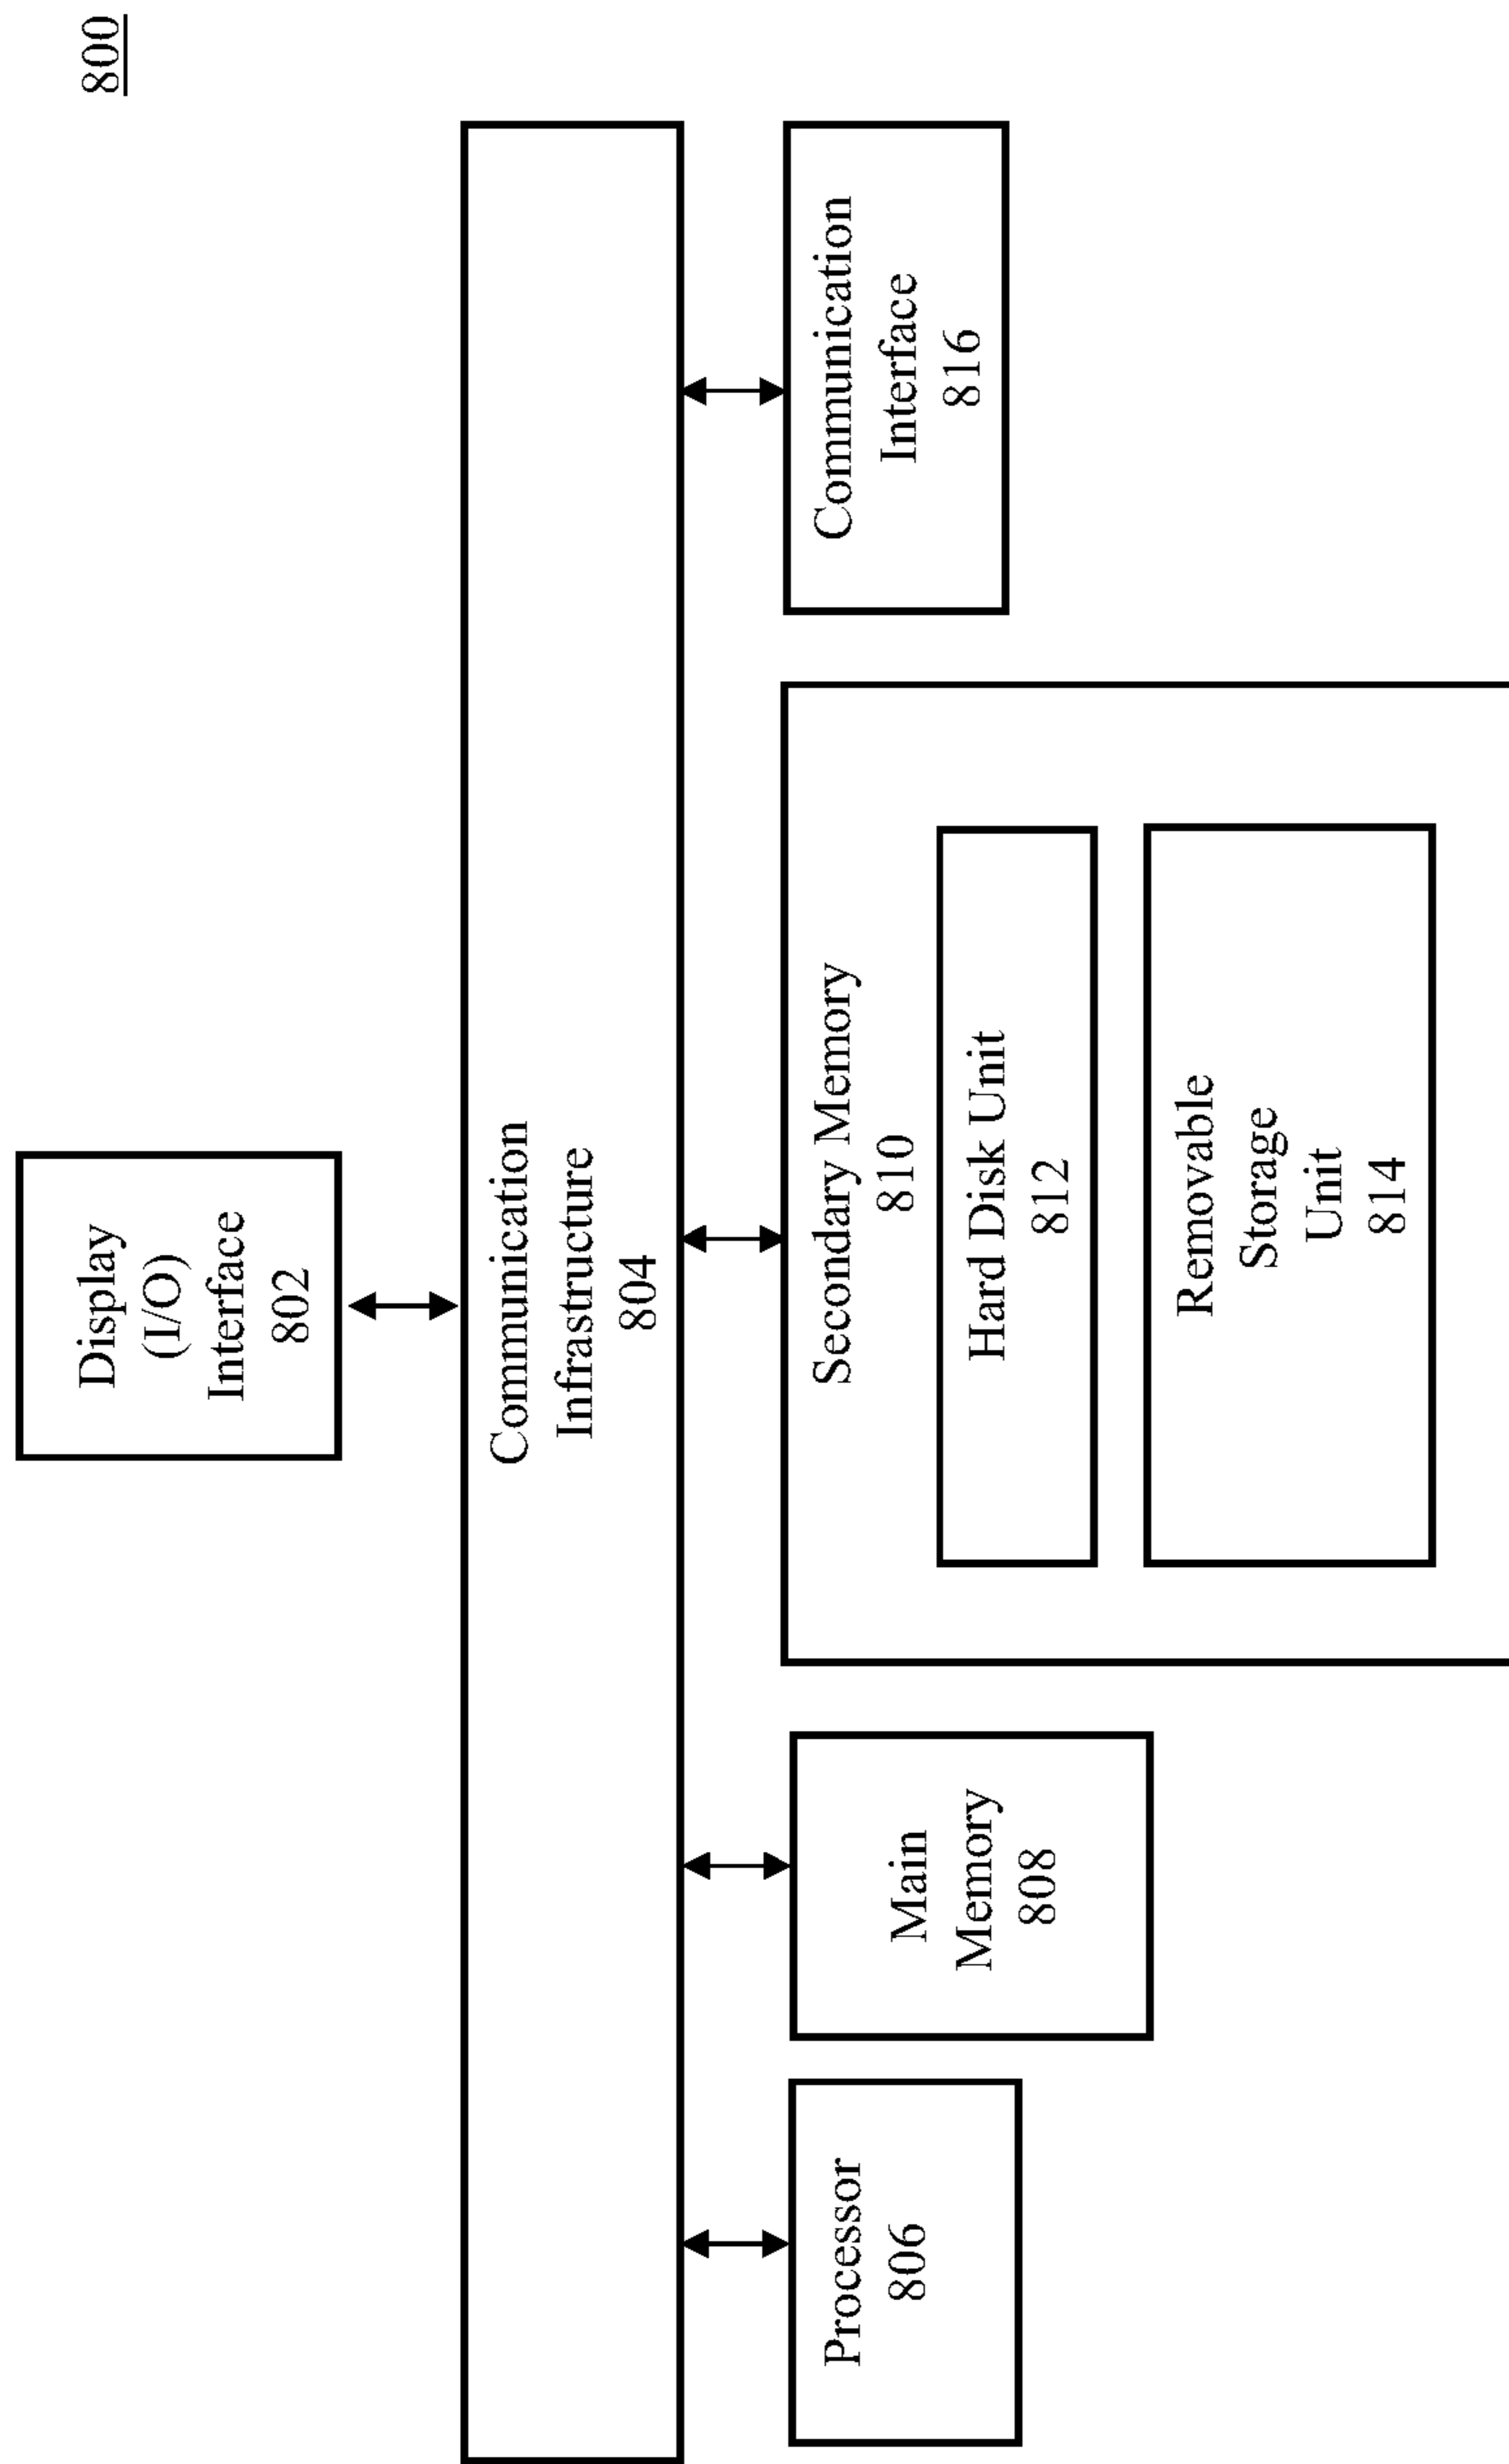 800
Display
(I/O)
Interface
802
Communication
Infrastructure
804
Processor
806
Main
Memory
808
Secondary Memory
810
Hard Disk Unit
812
Removable
Storage
Unit
814
Communication
Interface
816